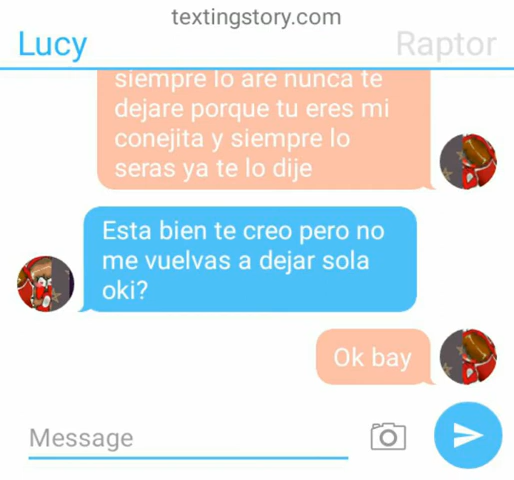 textingstory.com
Lucy
Raptor
siempre lo are nunca te
dejare porque tu eres mi
conejita y siempre lo
seras ya te lo dije
Esta bien te creo pero no
me vuelvas a dejar sola
oki?
Ok bay
Message